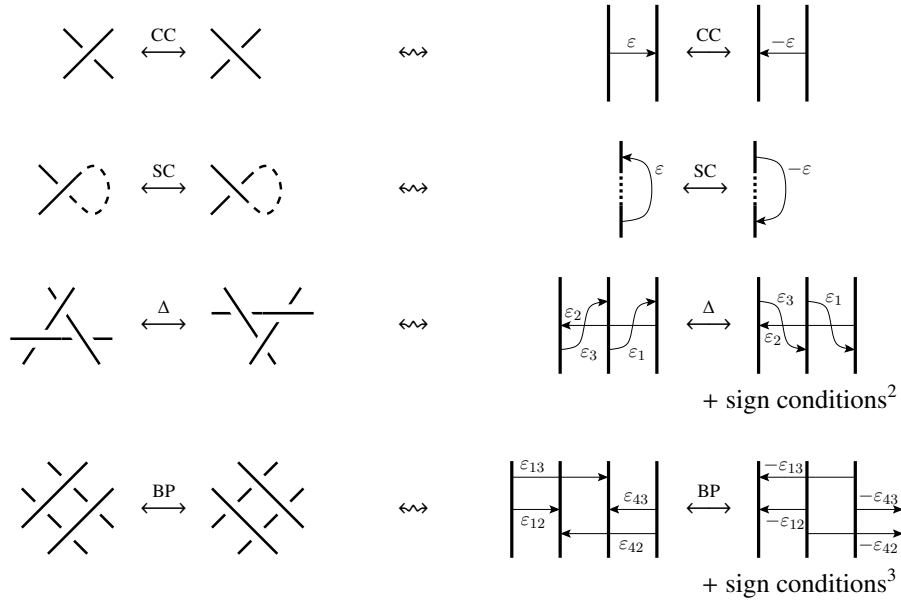 CC ε CC −ε
SC ε SC −ε
Δ ε₂ ε₃ ε₁ Δ ε₃ ε₁ ε₂
+ sign conditions²
BP ε₁₃ ε₁₂ ε₄₃ ε₄₂ BP −ε₁₃ −ε₁₂ −ε₄₃ −ε₄₂
+ sign conditions³